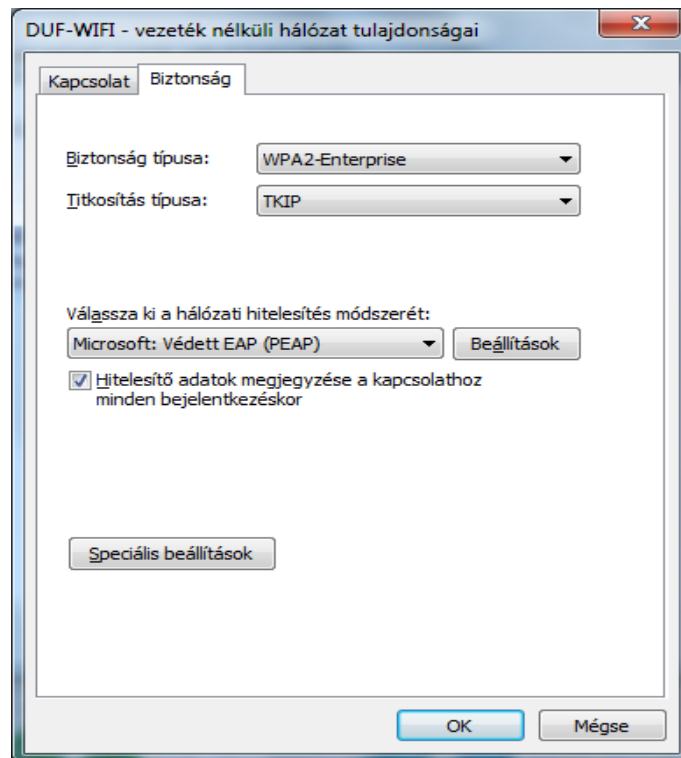 DUF-WIFI - vezeték nélküli hálózat tulajdonságai
Kapcsolat Biztonság
Biztonság típusa: WPA2-Enterprise
Titkosítás típusa: TKIP
Válassza ki a hálózati hitelesítés módszerét:
Microsoft: Védett EAP (PEAP) Beállítások
Hitelesítő adatok megjegyzése a kapcsolathoz
minden bejelentkezéskor
Speciális beállítások
OK Mégse